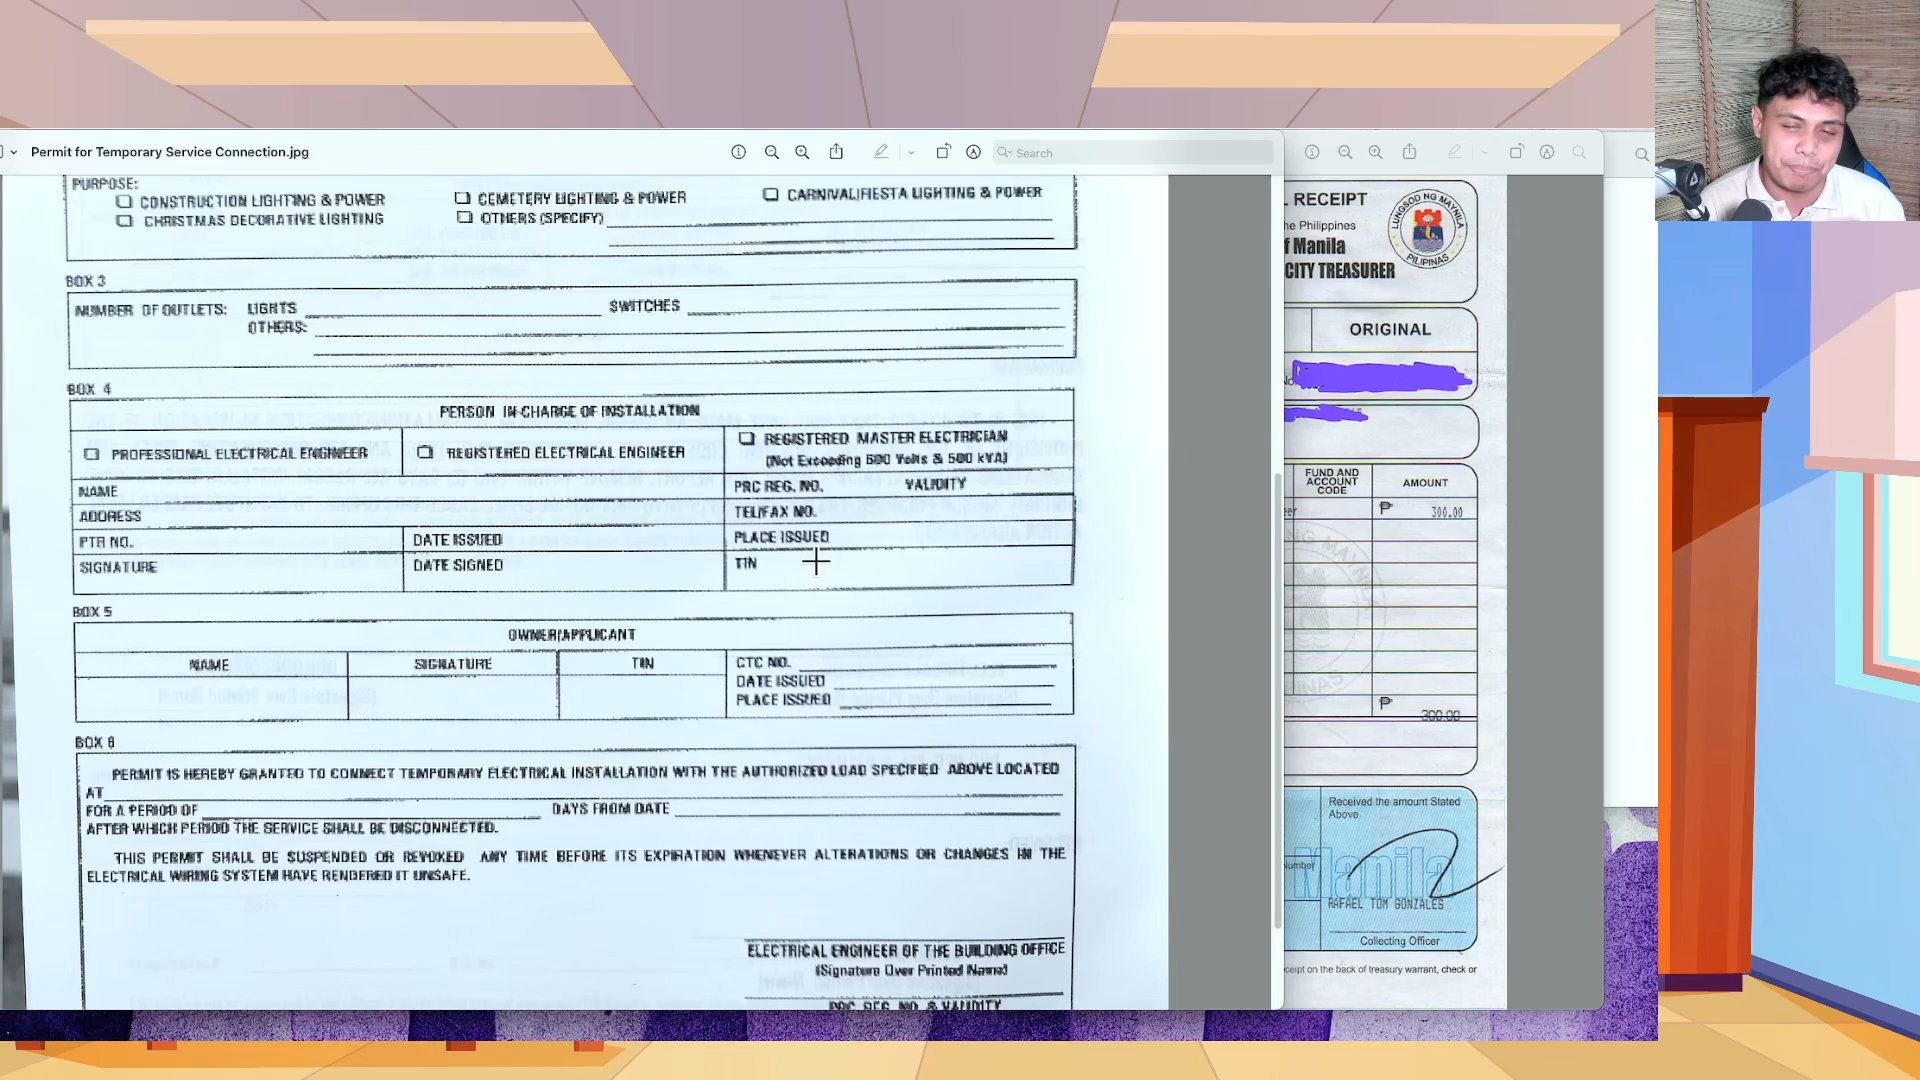 Permit for Temporary Service Connection.jpg
Search
PURPOSE:
CONSTRUCTION LIGHTING & POWER
CEMETERY LIGHTING & POWER
CARNIVAL/FIESTA LIGHTING & POWER
CHRISTMAS DECORATIVE LIGHTING
OTHERS (SPECIFY)
BOX 3
NUMBER OF OUTLETS: LIGHTS
SWITCHES
OTHERS:
BOX 4
PERSON IN-CHARGE OF INSTALLATION
PROFESSIONAL ELECTRICAL ENGINEER
REGISTERED ELECTRICAL ENGINEER
REGISTERED MASTER ELECTRICIAN
(Not Exceeding 600 Volts & 500 kVA)
NAME
PRC REG. NO. VALIDITY
ADDRESS
TEL/FAX NO.
PTR NO.
DATE ISSUED
PLACE ISSUED
SIGNATURE
DATE SIGNED
TIN
BOX 5
OWNER/APPLICANT
NAME
SIGNATURE
TIN
CTC NO.
DATE ISSUED
PLACE ISSUED
BOX 6
PERMIT IS HEREBY GRANTED TO CONNECT TEMPORARY ELECTRICAL INSTALLATION WITH THE AUTHORIZED LOAD SPECIFIED ABOVE LOCATED
AT
FOR A PERIOD OF DAYS FROM DATE
AFTER WHICH PERIOD THE SERVICE SHALL BE DISCONNECTED.
THIS PERMIT SHALL BE SUSPENDED OR REVOKED ANY TIME BEFORE ITS EXPIRATION WHENEVER ALTERATIONS OR CHANGES IN THE
ELECTRICAL WIRING SYSTEM HAVE RENDERED IT UNSAFE.
ELECTRICAL ENGINEER OF THE BUILDING OFFICE
(Signature Over Printed Name)
PRC REG. NO. & VALIDITY
L RECEIPT
he Philippines
f Manila
CITY TREASURER
LUNGSOD NG MAYNILA
PILIPINAS
ORIGINAL
FUND AND
ACCOUNT
CODE
AMOUNT
₱ 300.00
₱
300.00
Received the amount Stated
Above
umber
Manila
RAFAEL TOM GONZALES
Collecting Officer
ceipt on the back of treasury warrant, check or